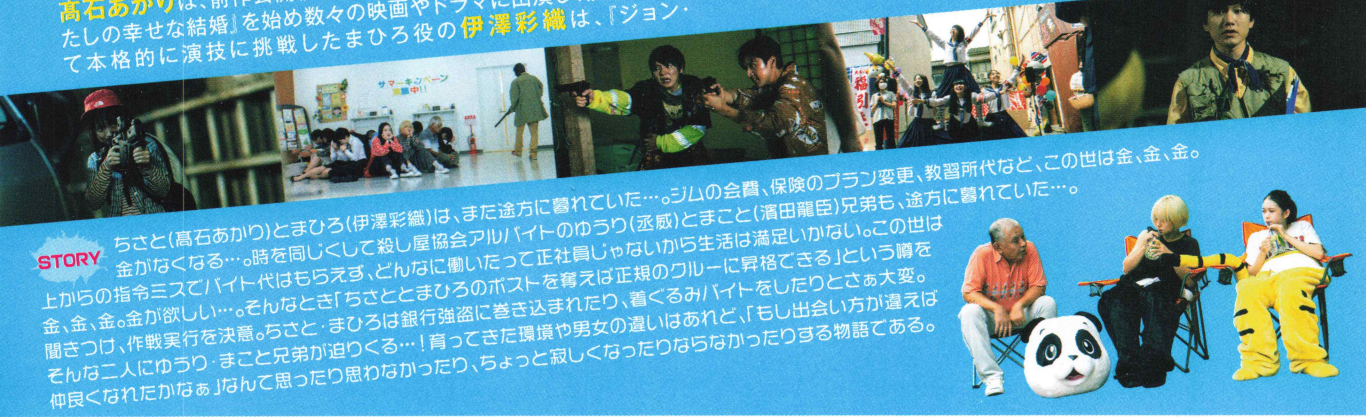 髙石あかりは、前作公開
たしの幸せな結婚』を始め数々の映画やドラマに出演し
て本格的に演技に挑戦したまひろ役の伊澤彩織は、『ジョン・
サマーキャンペーン
実施中!!
福引
STORY
ちさと(髙石あかり)とまひろ(伊澤彩織)は、また途方に暮れていた…。ジムの会費、保険のプラン変更、教習所代など、この世は金、金、金。
金がなくなる…。時を同じくして殺し屋協会アルバイトのゆうり(丞威)とまこと(濱田龍臣)兄弟も、途方に暮れていた…。
上からの指令ミスでバイト代はもらえず、どんなに働いたって正社員じゃないから生活は満足いかない。この世は
金、金、金。金が欲しい…。そんなとき「ちさととまひろのポストを奪えば正規のクルーに昇格できる」という噂を
聞きつけ、作戦実行を決意。ちさと・まひろは銀行強盗に巻き込まれたり、着ぐるみバイトをしたりとさぁ大変。
そんな二人にゆうり・まこと兄弟が迫りくる…!育ってきた環境や男女の違いはあれど、「もし出会い方が違えば
仲良くなれたかなぁ」なんて思ったり思わなかったり、ちょっと寂しくなったりならなかったりする物語である。